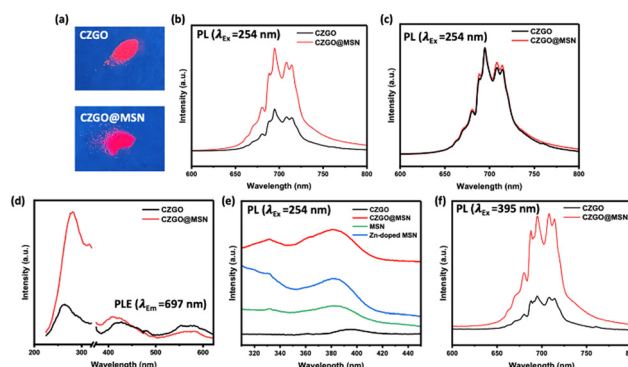 (a)
CZGO
CZGO@MSN
(b)
PL (λEx=254 nm)
CZGO
CZGO@MSN
Intensity (a.u.)
600 650 700 750 800
Wavelength (nm)
(c)
PL (λEx=254 nm)
CZGO
CZGO@MSN
Intensity (a.u.)
600 650 700 750 800
Wavelength (nm)
(d)
CZGO
CZGO@MSN
PLE (λEm=697 nm)
Intensity (a.u.)
200 300 400 500 600
Wavelength (nm)
(e)
PL (λEx=254 nm)
CZGO
CZGO@MSN
MSN
Zn-doped MSN
Intensity (a.u.)
320 340 360 380 400 420 440
Wavelength (nm)
(f)
PL (λEx=395 nm)
CZGO
CZGO@MSN
Intensity (a.u.)
600 650 700 750 800
Wavelength (nm)